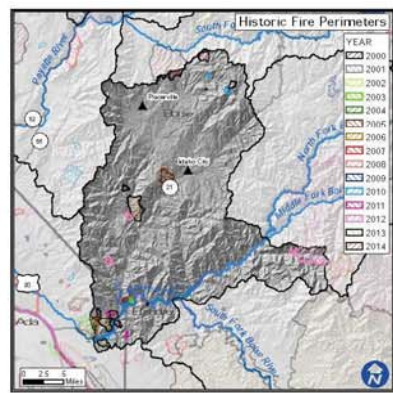 Historic Fire Perimeters
YEAR
2000
2001
2002
2003
2004
2005
2006
2007
2008
2009
2010
2011
2012
2013
2014
South Fork
Payette River
Placerville
Boise
Idaho City
21
52
55
North Fork
Middle Fork Boi
South Fork Boise River
Ada
Elmore
0 2.5 5
Miles
N